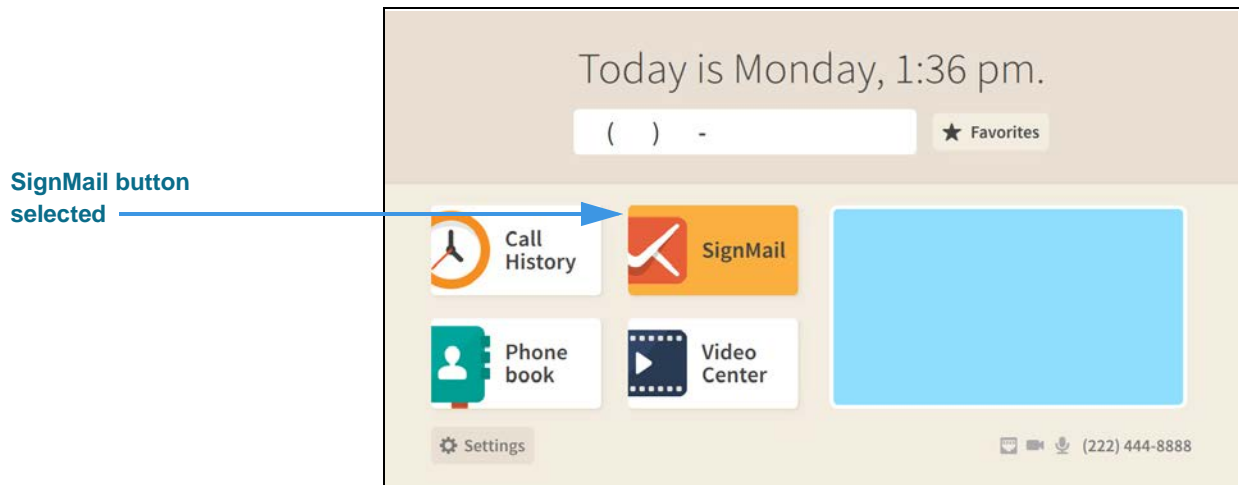 Today is Monday, 1:36 pm.
( ) -
Favorites
SignMail button
selected
Call
History
SignMail
Phone
book
Video
Center
Settings
(222) 444-8888